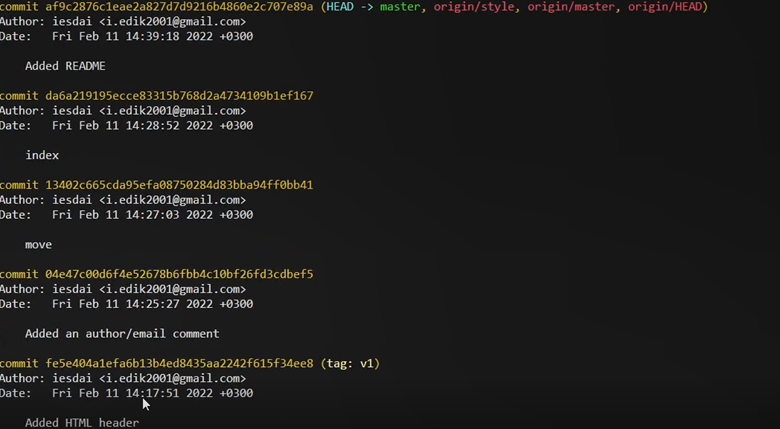 commit af9c2876c1eae2a827d7d9216b4860e2c707e89a (HEAD -> master, origin/style, origin/master, origin/HEAD)
Author: iesdai <i.edik2001@gmail.com>
Date:   Fri Feb 11 14:39:18 2022 +0300
Added README
commit da6a219195ecce83315b768d2a4734109b1ef167
Author: iesdai <i.edik2001@gmail.com>
Date:   Fri Feb 11 14:28:52 2022 +0300
index
commit 13402c665cda95efa08750284d83bba94ff0bb41
Author: iesdai <i.edik2001@gmail.com>
Date:   Fri Feb 11 14:27:03 2022 +0300
move
commit 04e47c00d6f4e52678b6fbb4c10bf26fd3cdbef5
Author: iesdai <i.edik2001@gmail.com>
Date:   Fri Feb 11 14:25:27 2022 +0300
Added an author/email comment
commit fe5e404a1efa6b13b4ed8435aa2242f615f34ee8 (tag: v1)
Author: iesdai <i.edik2001@gmail.com>
Date:   Fri Feb 11 14:17:51 2022 +0300
Added HTML header